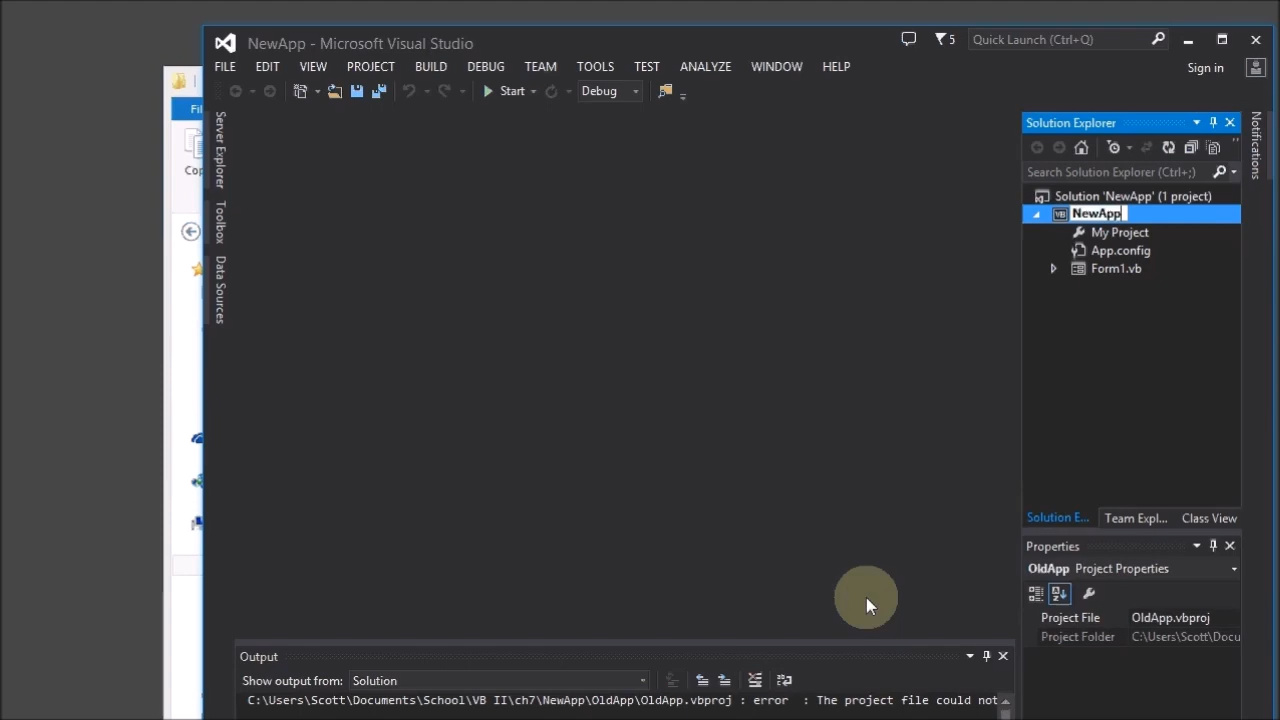 NewApp - Microsoft Visual Studio
5
Quick Launch (Ctrl+Q)
FILE EDIT VIEW PROJECT BUILD DEBUG TEAM TOOLS TEST ANALYZE WINDOW HELP
Sign in
Start
Debug
Server Explorer
Toolbox
Data Sources
Notifications
Solution Explorer
Search Solution Explorer (Ctrl+;)
Solution 'NewApp' (1 project)
VB NewApp
My Project
App.config
Form1.vb
Solution E... Team Expl... Class View
Properties
OldApp Project Properties
Project File OldApp.vbproj
Project Folder C:\Users\Scott\Docu
Output
Show output from: Solution
C:\Users\Scott\Documents\School\VB II\ch7\NewApp\OldApp\OldApp.vbproj : error : The project file could not